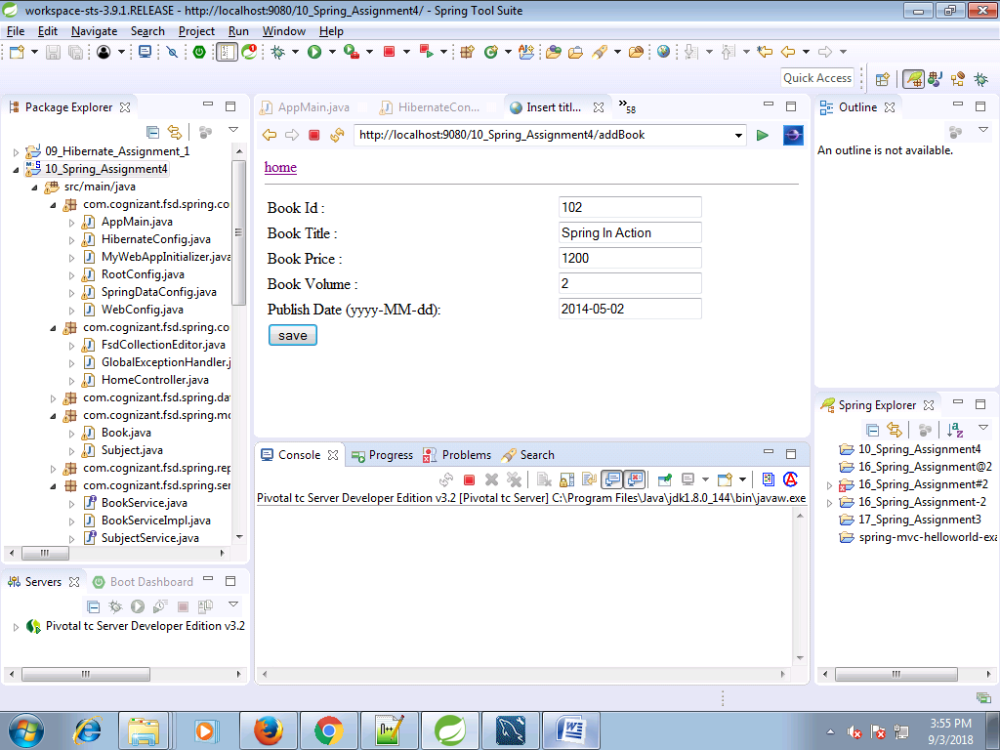 workspace-sts-3.9.1.RELEASE - http://localhost:9080/10_Spring_Assignment4/ - Spring Tool Suite
File Edit Navigate Search Project Run Window Help
Quick Access
Package Explorer
09_Hibernate_Assignment_1
10_Spring_Assignment4
src/main/java
com.cognizant.fsd.spring.co
AppMain.java
HibernateConfig.java
MyWebAppInitializer.java
RootConfig.java
SpringDataConfig.java
WebConfig.java
com.cognizant.fsd.spring.co
FsdCollectionEditor.java
GlobalExceptionHandler.j
HomeController.java
com.cognizant.fsd.spring.da
com.cognizant.fsd.spring.mo
Book.java
Subject.java
com.cognizant.fsd.spring.rep
com.cognizant.fsd.spring.ser
BookService.java
BookServiceImpl.java
SubjectService.java
Servers Boot Dashboard
Pivotal tc Server Developer Edition v3.2
AppMain.java HibernateCon... Insert titl... »58
http://localhost:9080/10_Spring_Assignment4/addBook
home
Book Id : 102
Book Title : Spring In Action
Book Price : 1200
Book Volume : 2
Publish Date (yyyy-MM-dd): 2014-05-02
save
Console Progress Problems Search
Pivotal tc Server Developer Edition v3.2 [Pivotal tc Server] C:\Program Files\Java\jdk1.8.0_144\bin\javaw.exe
Outline
An outline is not available.
Spring Explorer
10_Spring_Assignment4
16_Spring_Assignment@2
16_Spring_Assignment#2
16_Spring_Assignment-2
17_Spring_Assignment3
spring-mvc-helloworld-exa
3:55 PM
9/3/2018